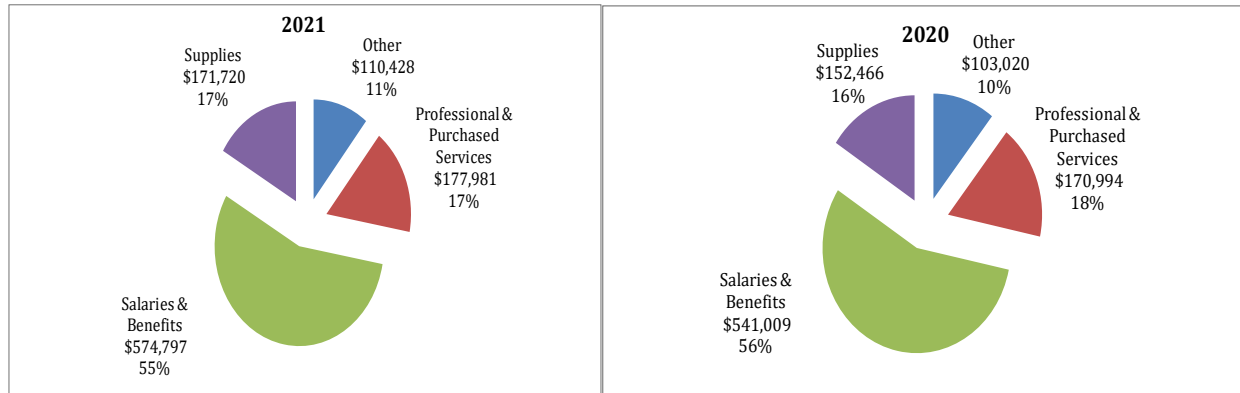 2021
Supplies
$171,720
17%
Other
$110,428
11%
Professional &
Purchased
Services
$177,981
17%
Salaries &
Benefits
$574,797
55%
2020
Supplies
$152,466
16%
Other
$103,020
10%
Professional &
Purchased
Services
$170,994
18%
Salaries &
Benefits
$541,009
56%